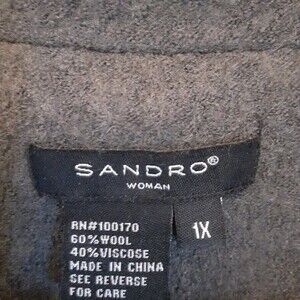 SANDRO®
WOMAN
RN#100170
60%WOOL
40%VISCOSE
MADE IN CHINA
SEE REVERSE
FOR CARE
1X